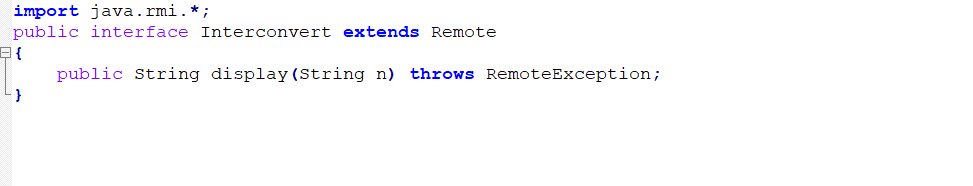 import java.rmi.*;
public interface Interconvert extends Remote
{
public String display(String n) throws RemoteException;
}